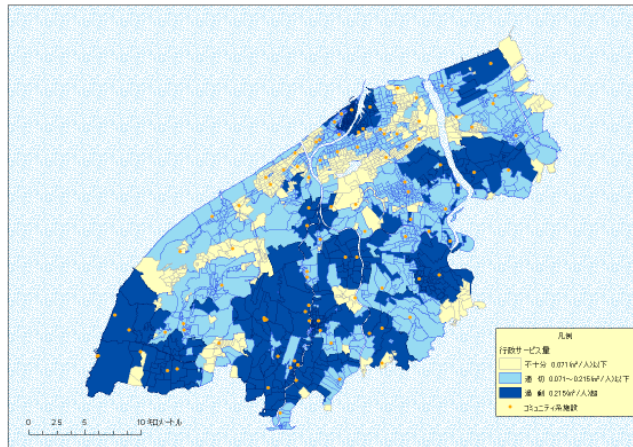 凡例
行政サービス量
不十分 0.071㎡/人以下
適 切 0.071～0.215㎡/人以下
過 剰 0.215㎡/人超
コミュニティ系施設
0 2.5 5 10 キロメートル